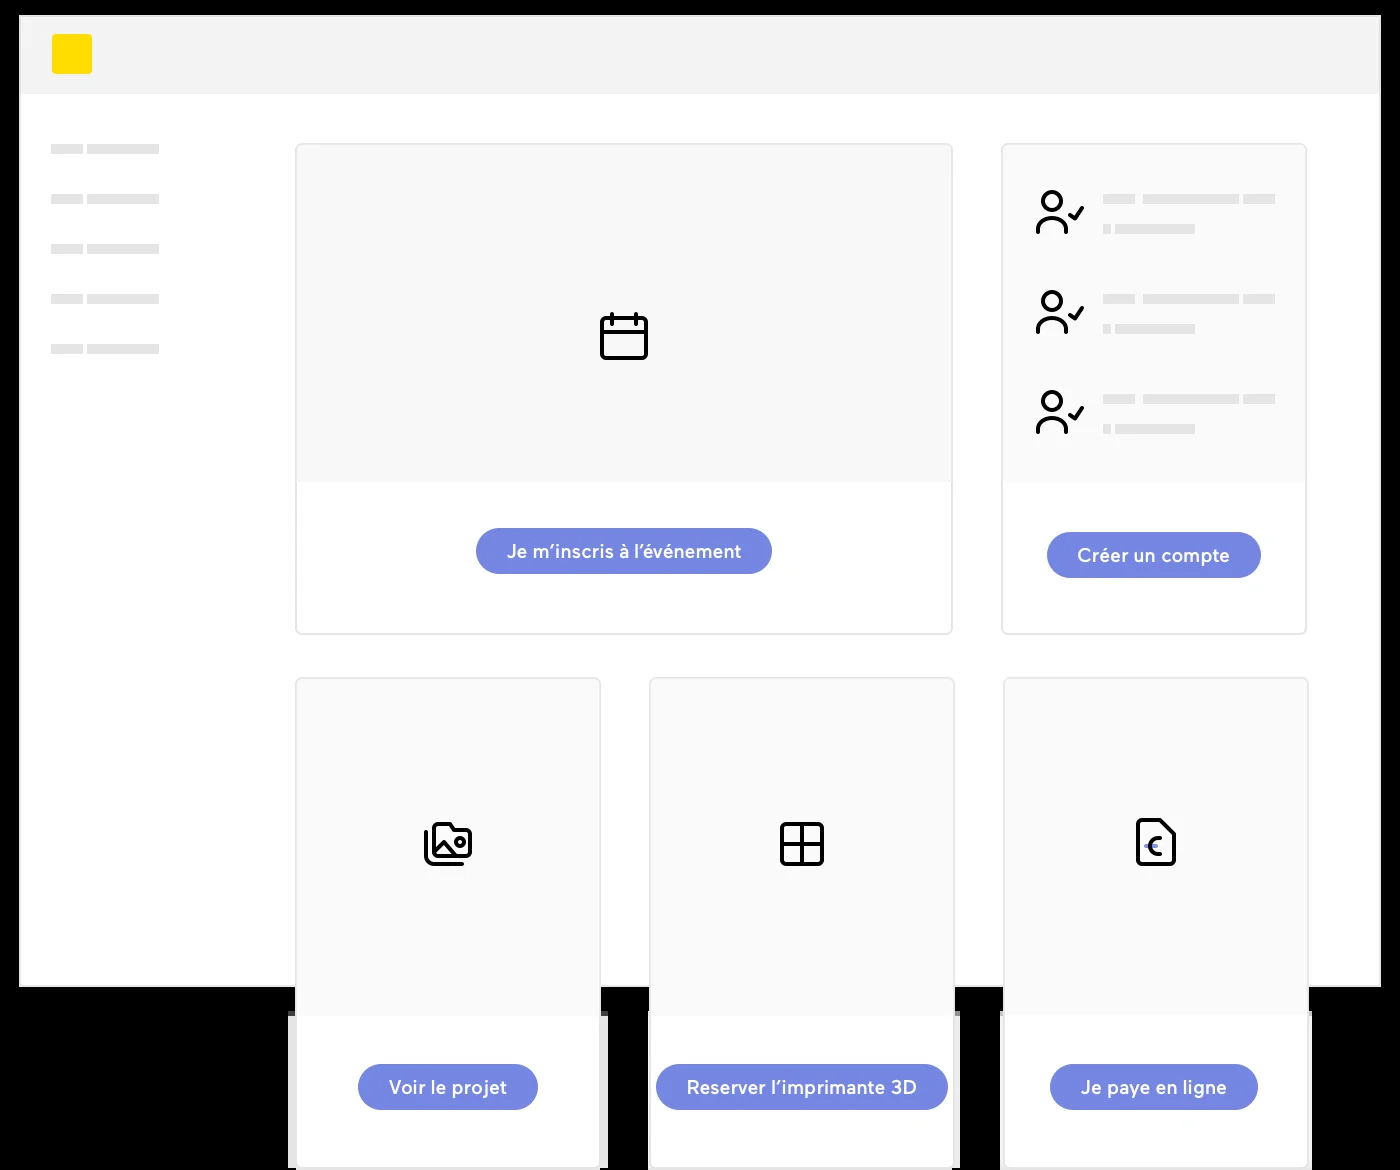 Je m’inscris à l’événement
Créer un compte
Voir le projet
Reserver l’imprimante 3D
Je paye en ligne